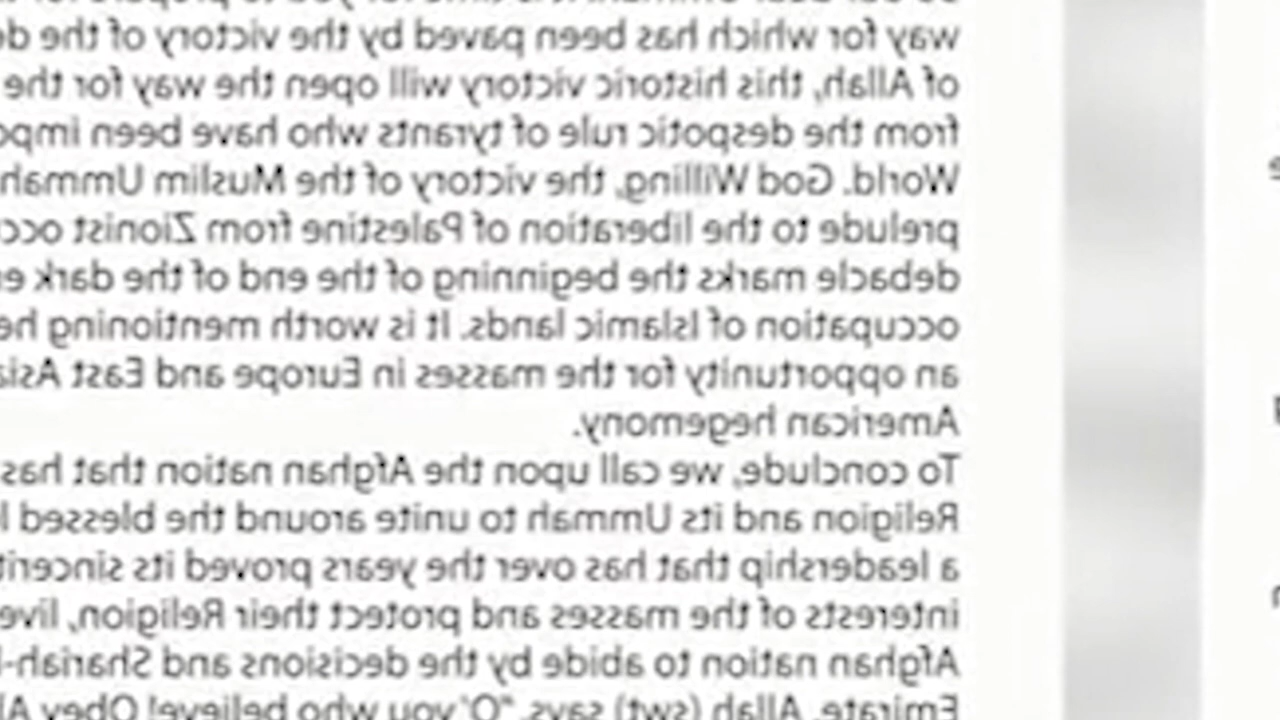 way for which has been paved by the victory of the
of Allah, this historic victory will open the way for the
from the despotic rule of tyrants who have been
World. God Willing, the victory of the Muslim Ummah
prelude to the liberation of Palestine from Zionist
debacle marks the beginning of the end of the dark
occupation of Islamic lands. It is worth mentioning
an opportunity for the masses in Europe and East
American hegemony.
To conclude, we call upon the Afghan nation that has
Religion and its Ummah to unite around the blessed
a leadership that has over the years proved its
interests of the masses and protect their Religion,
Afghan nation to abide by the decisions and
Emirate. Allah (swt) says, "O' you who believe! Obey